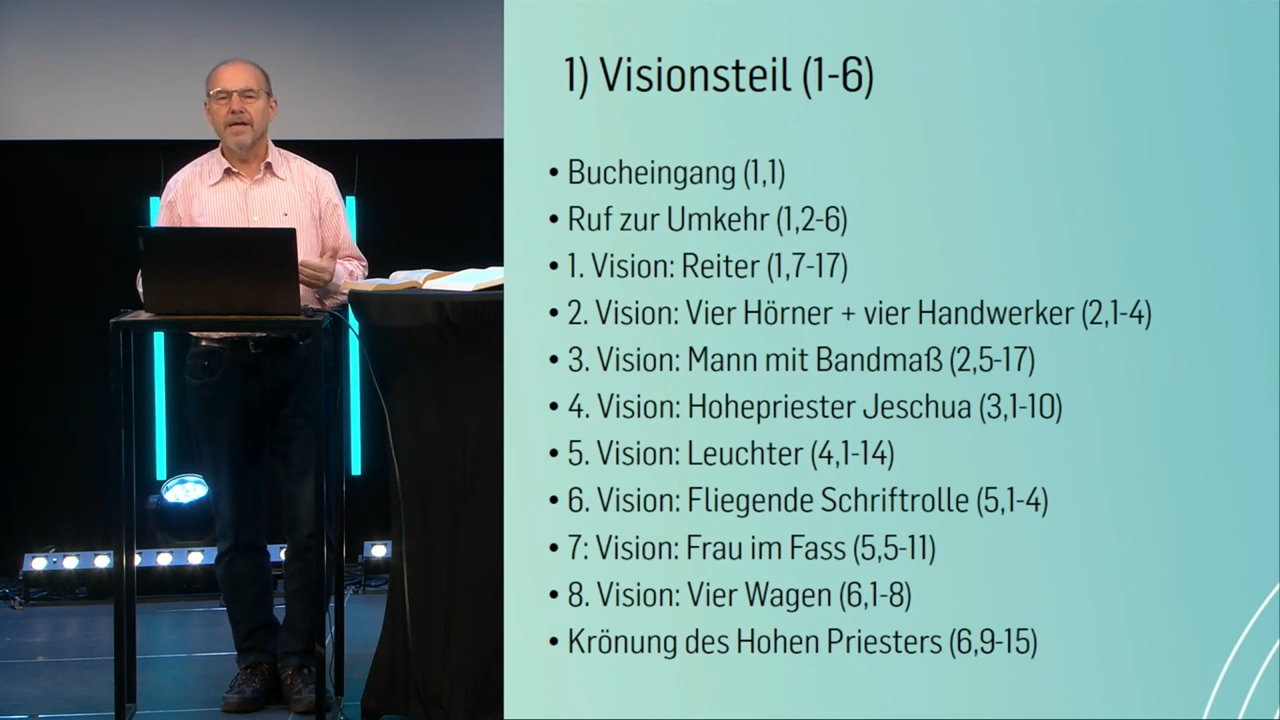 1) Visionsteil (1-6)
• Bucheingang (1,1)
• Ruf zur Umkehr (1,2-6)
• 1. Vision: Reiter (1,7-17)
• 2. Vision: Vier Hörner + vier Handwerker (2,1-4)
• 3. Vision: Mann mit Bandmaß (2,5-17)
• 4. Vision: Hohepriester Jeschua (3,1-10)
• 5. Vision: Leuchter (4,1-14)
• 6. Vision: Fliegende Schriftrolle (5,1-4)
• 7: Vision: Frau im Fass (5,5-11)
• 8. Vision: Vier Wagen (6,1-8)
• Krönung des Hohen Priesters (6,9-15)